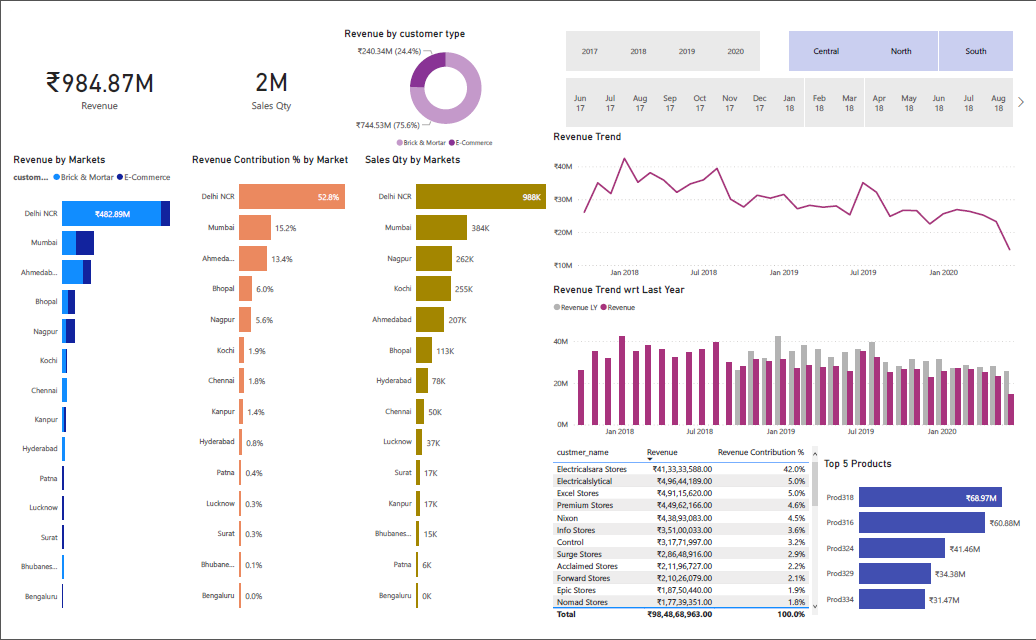 ₹984.87M
Revenue
2M
Sales Qty
Revenue by customer type
₹240.34M (24.4%)
₹744.53M (75.6%)
Brick & Mortar E-Commerce
2017 2018 2019 2020
Central North South
Jun 17 Jul 17 Aug 17 Sep 17 Oct 17 Nov 17 Dec 17 Jan 18 Feb 18 Mar 18 Apr 18 May 18 Jun 18 Jul 18 Aug 18
Revenue by Markets
custom... Brick & Mortar E-Commerce
Delhi NCR ₹482.89M
Mumbai
Ahmedab...
Bhopal
Nagpur
Kochi
Chennai
Kanpur
Hyderabad
Patna
Lucknow
Surat
Bhubanes...
Bengaluru
Revenue Contribution % by Market
Delhi NCR 52.8%
Mumbai 15.2%
Ahmeda... 13.4%
Bhopal 6.0%
Nagpur 5.6%
Kochi 1.9%
Chennai 1.8%
Kanpur 1.4%
Hyderabad 0.8%
Patna 0.4%
Lucknow 0.3%
Surat 0.3%
Bhubane... 0.1%
Bengaluru 0.0%
Sales Qty by Markets
Delhi NCR 988K
Mumbai 384K
Nagpur 262K
Kochi 255K
Ahmedabad 207K
Bhopal 113K
Hyderabad 78K
Chennai 50K
Lucknow 37K
Surat 17K
Kanpur 17K
Bhubanes... 15K
Patna 6K
Bengaluru 0K
Revenue Trend
₹40M
₹30M
₹20M
₹10M
Jan 2018 Jul 2018 Jan 2019 Jul 2019 Jan 2020
Revenue Trend wrt Last Year
Revenue LY Revenue
40M
20M
0M
Jan 2018 Jul 2018 Jan 2019 Jul 2019 Jan 2020
custmer_name Revenue Revenue Contribution %
Electricalsara Stores ₹41,33,33,588.00 42.0%
Electricalslytical ₹4,96,44,189.00 5.0%
Excel Stores ₹4,91,15,620.00 5.0%
Premium Stores ₹4,49,62,166.00 4.6%
Nixon ₹4,38,93,083.00 4.5%
Info Stores ₹3,51,00,033.00 3.6%
Control ₹3,17,71,997.00 3.2%
Surge Stores ₹2,86,48,916.00 2.9%
Acclaimed Stores ₹2,11,96,727.00 2.2%
Forward Stores ₹2,10,26,079.00 2.1%
Epic Stores ₹1,87,50,440.00 1.9%
Nomad Stores ₹1,77,39,351.00 1.8%
Total ₹98,48,68,963.00 100.0%
Top 5 Products
Prod318 ₹68.97M
Prod316 ₹60.88M
Prod324 ₹41.46M
Prod329 ₹34.38M
Prod334 ₹31.47M